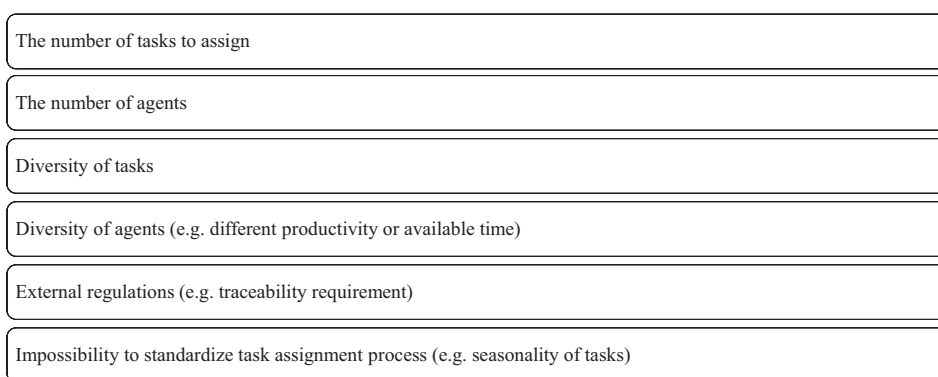 The number of tasks to assign
The number of agents
Diversity of tasks
Diversity of agents (e.g. different productivity or available time)
External regulations (e.g. traceability requirement)
Impossibility to standardize task assignment process (e.g. seasonality of tasks)